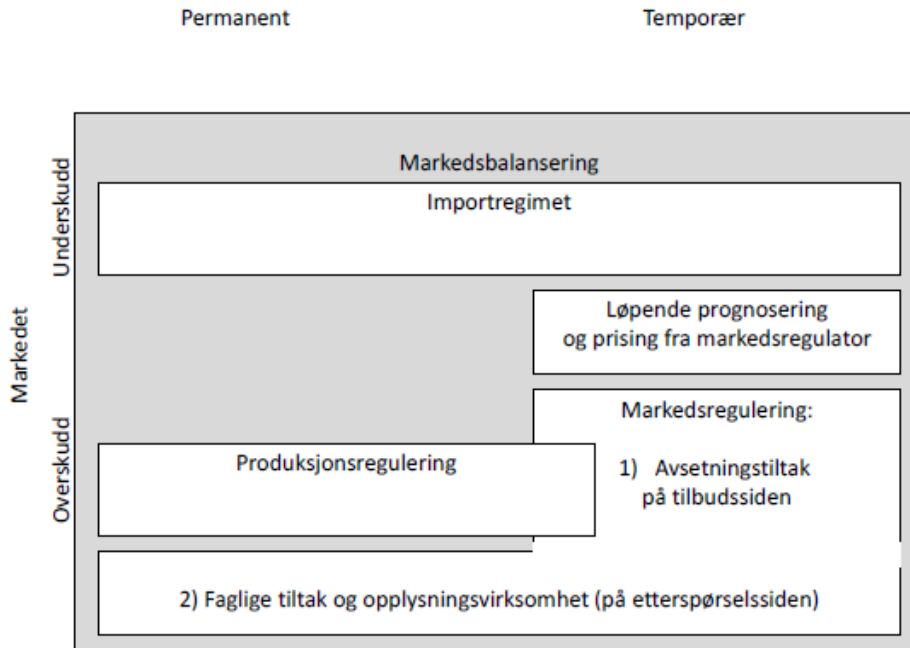 Permanent
Temporær
Markedsbalansering
Underskudd
Importregimet
Markedet
Løpende prognosering
og prising fra markedsregulator
Overskudd
Markedsregulering:
Produksjonsregulering
1) Avsetningstiltak
på tilbudssiden
2) Faglige tiltak og opplysningsvirksomhet (på etterspørselssiden)